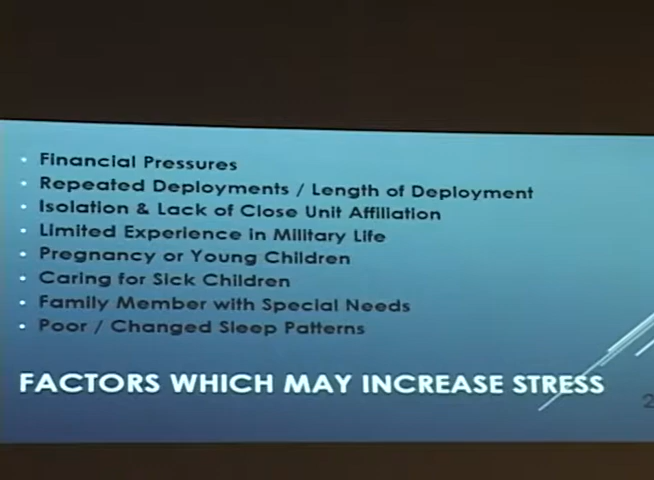 • Financial Pressures
• Repeated Deployments / Length of Deployment
• Isolation & Lack of Close Unit Affiliation
• Limited Experience in Military Life
• Pregnancy or Young Children
• Caring for Sick Children
• Family Member with Special Needs
• Poor / Changed Sleep Patterns
FACTORS WHICH MAY INCREASE STRESS